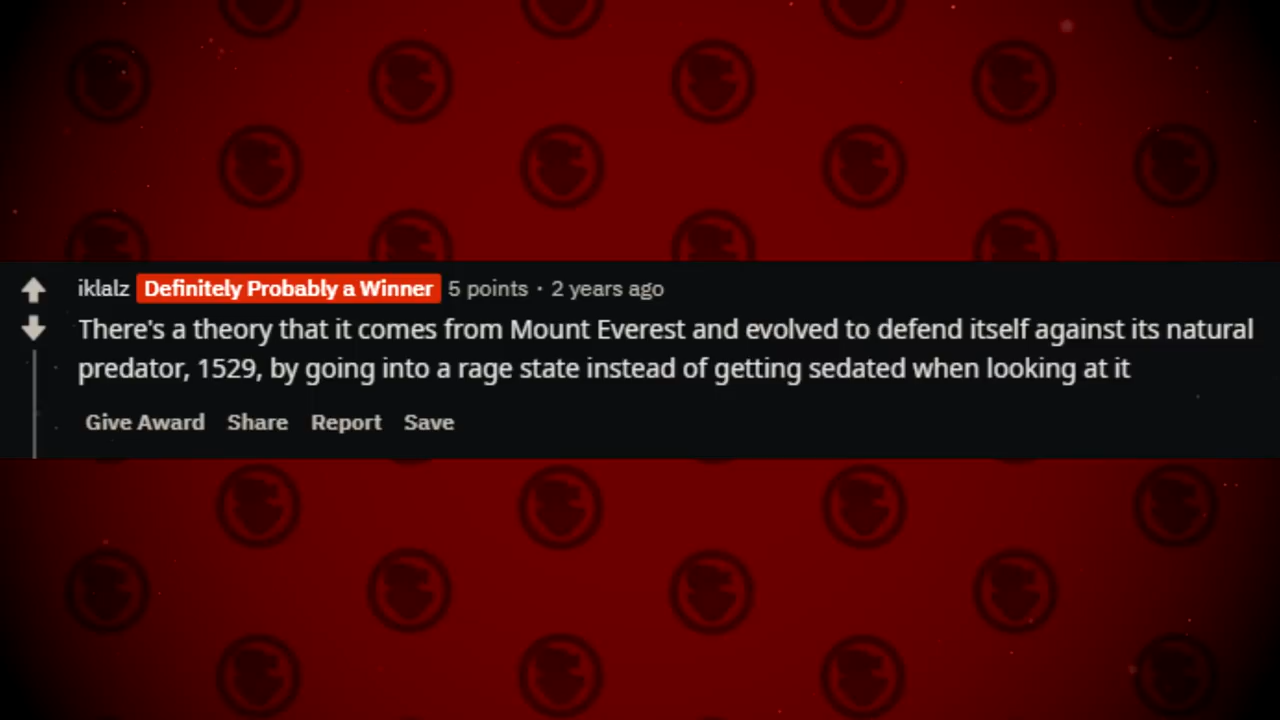 iklalz Definitely Probably a Winner 5 points · 2 years ago
There's a theory that it comes from Mount Everest and evolved to defend itself against its natural
predator, 1529, by going into a rage state instead of getting sedated when looking at it
Give Award Share Report Save